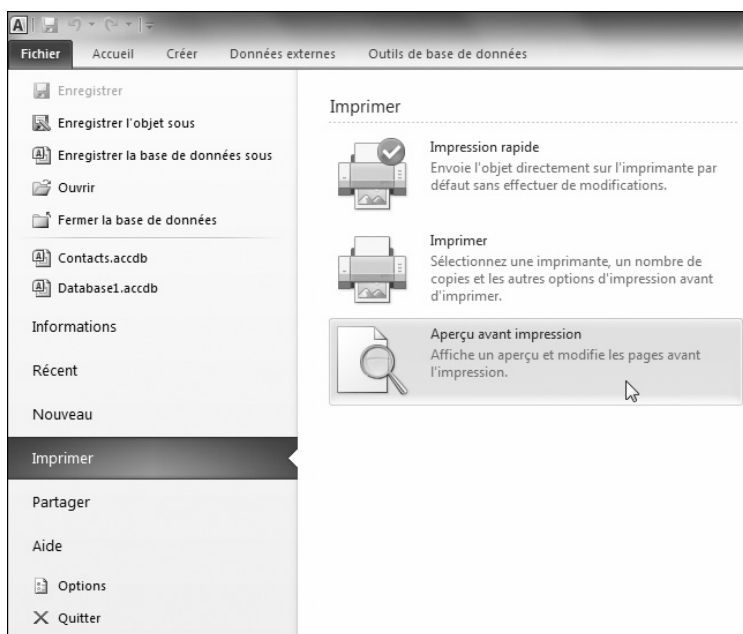 A
Fichier Accueil Créer Données externes Outils de base de données
Enregistrer
Enregistrer l'objet sous
Enregistrer la base de données sous
Ouvrir
Fermer la base de données
Contacts.accdb
Database1.accdb
Informations
Récent
Nouveau
Imprimer
Partager
Aide
Options
Quitter
Imprimer
Impression rapide
Envoie l'objet directement sur l'imprimante par
défaut sans effectuer de modifications.
Imprimer
Sélectionnez une imprimante, un nombre de
copies et les autres options d'impression avant
d'imprimer.
Aperçu avant impression
Affiche un aperçu et modifie les pages avant
l'impression.